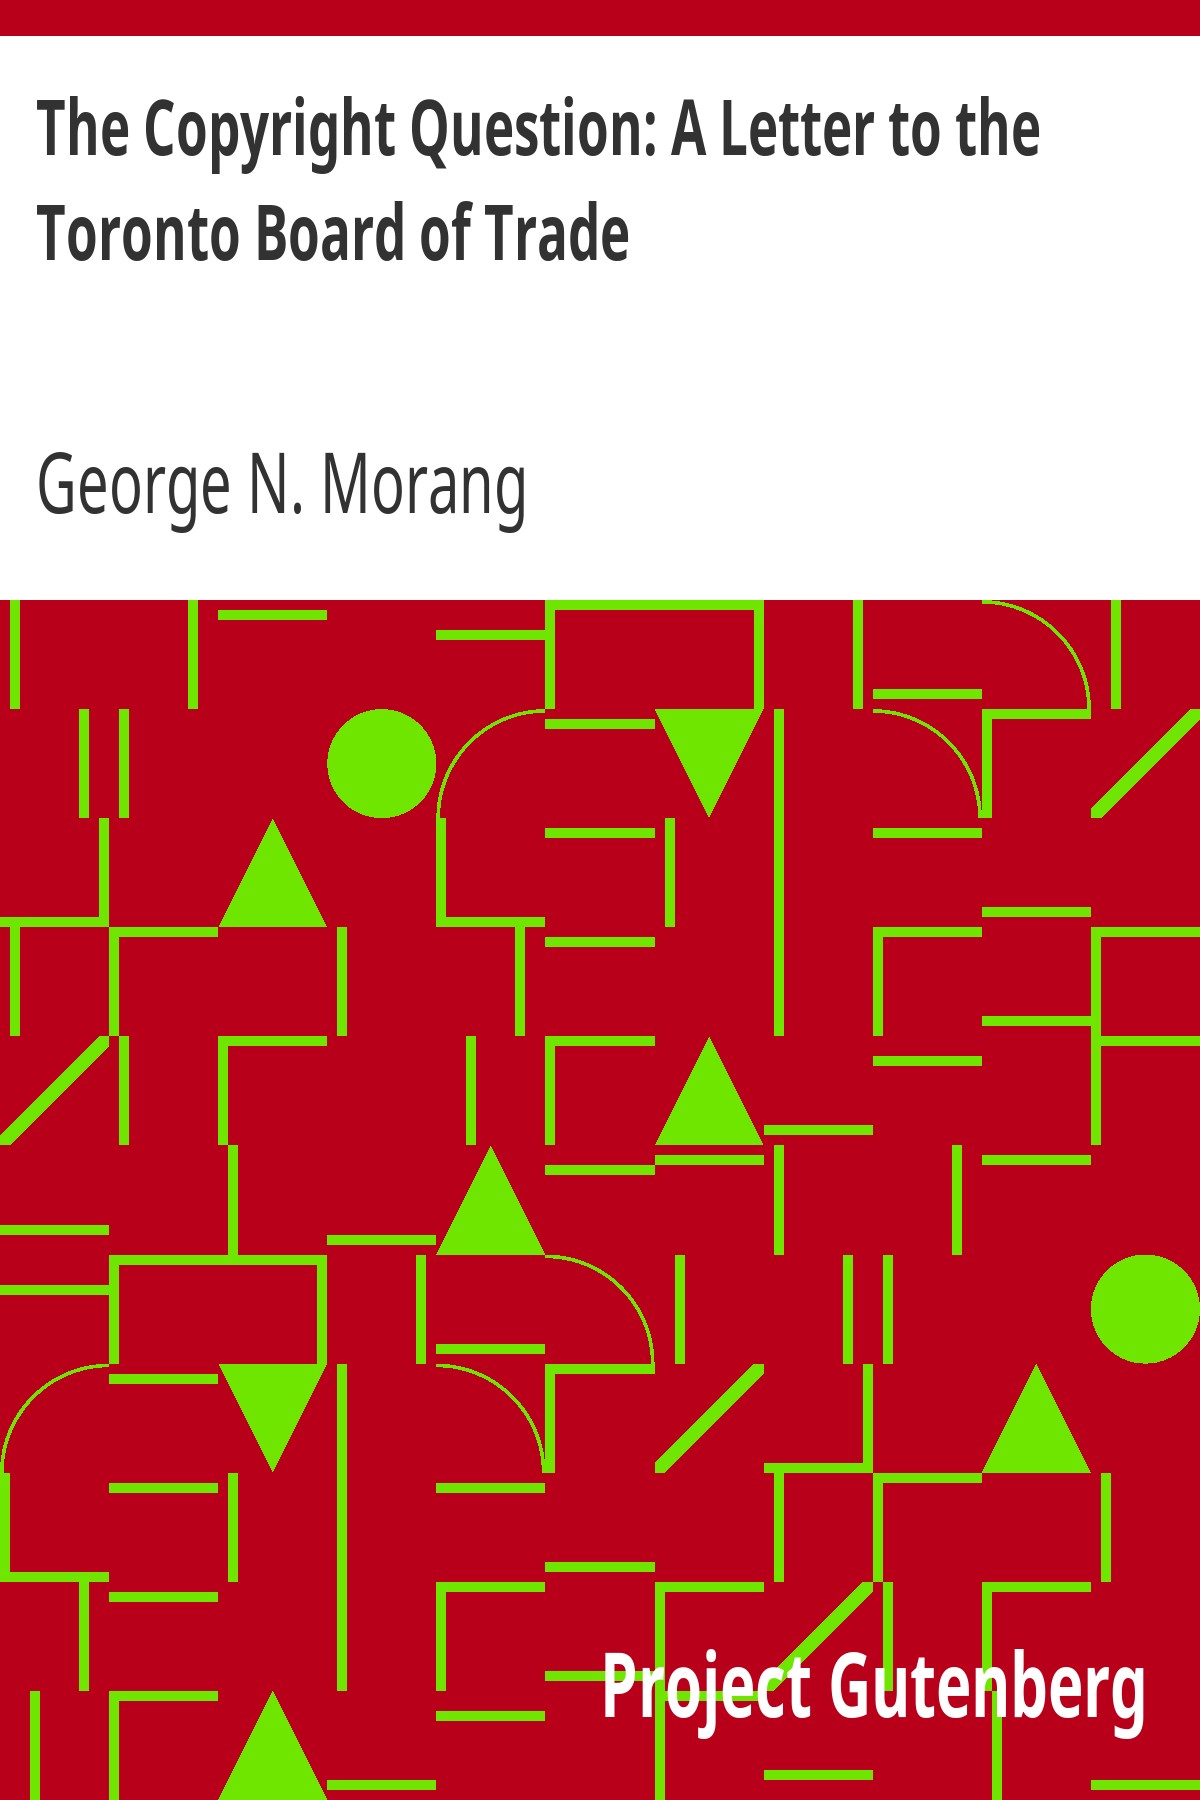 The Copyright Question: A Letter to the
Toronto Board of Trade
George N. Morang
Project Gutenberg